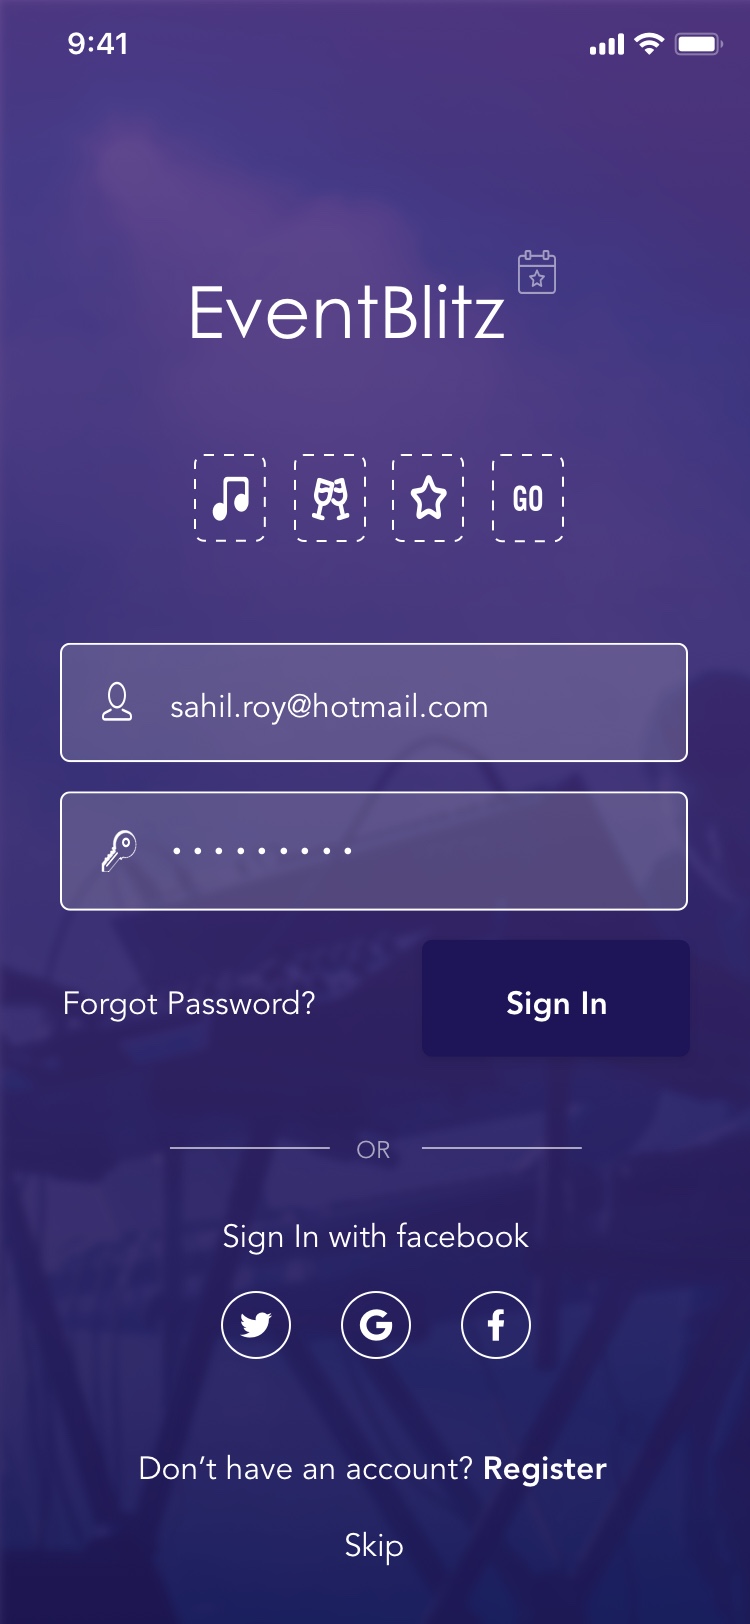 9:41
EventBlitz
GO
sahil.roy@hotmail.com
• • • • • • • • •
Forgot Password?
Sign In
OR
Sign In with facebook
Don’t have an account? Register
Skip